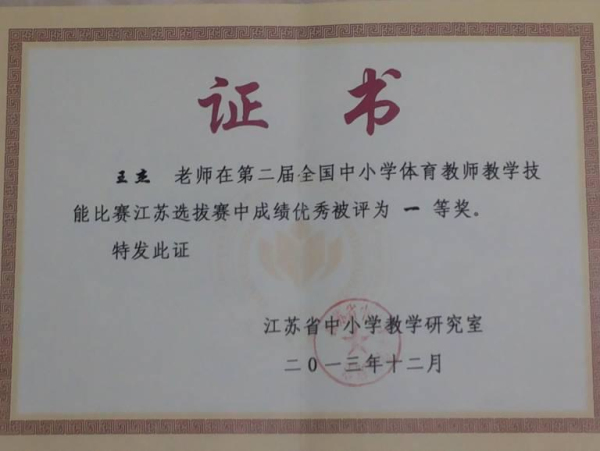 证书
王杰 老师在第二届全国中小学体育教师教学技
能比赛江苏选拔赛中成绩优秀被评为 一 等奖。
特发此证
江苏省中小学教学研究室
二〇一三年十二月